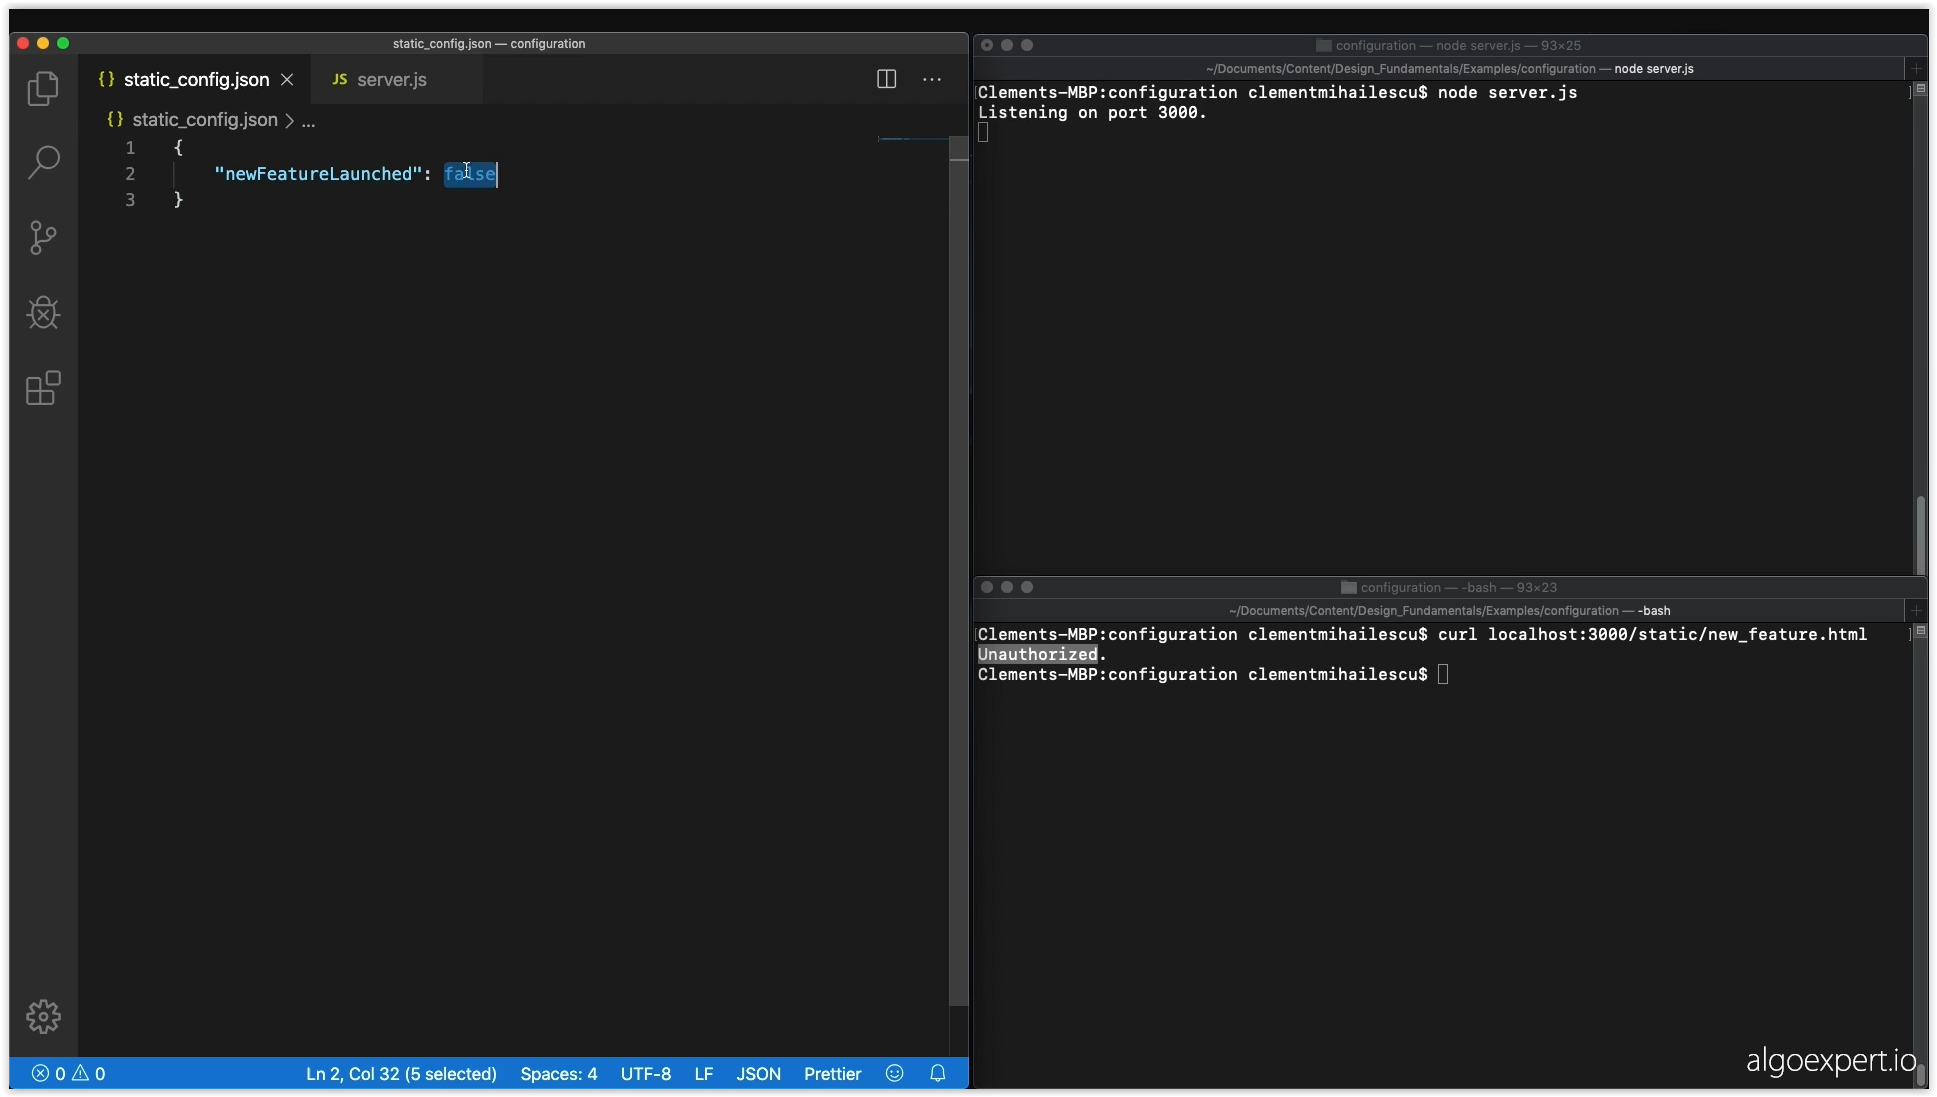 static_config.json — configuration
{} static_config.json
JS server.js
{} static_config.json > ...
1 {
2 "newFeatureLaunched": false
3 }
0 0
Ln 2, Col 32 (5 selected) Spaces: 4 UTF-8 LF JSON Prettier
configuration — node server.js — 93×25
~/Documents/Content/Design_Fundamentals/Examples/configuration — node server.js
Clements-MBP:configuration clementmihailescu$ node server.js
Listening on port 3000.
configuration — -bash — 93×23
~/Documents/Content/Design_Fundamentals/Examples/configuration — -bash
Clements-MBP:configuration clementmihailescu$ curl localhost:3000/static/new_feature.html
Unauthorized.
Clements-MBP:configuration clementmihailescu$
algoexpert.io